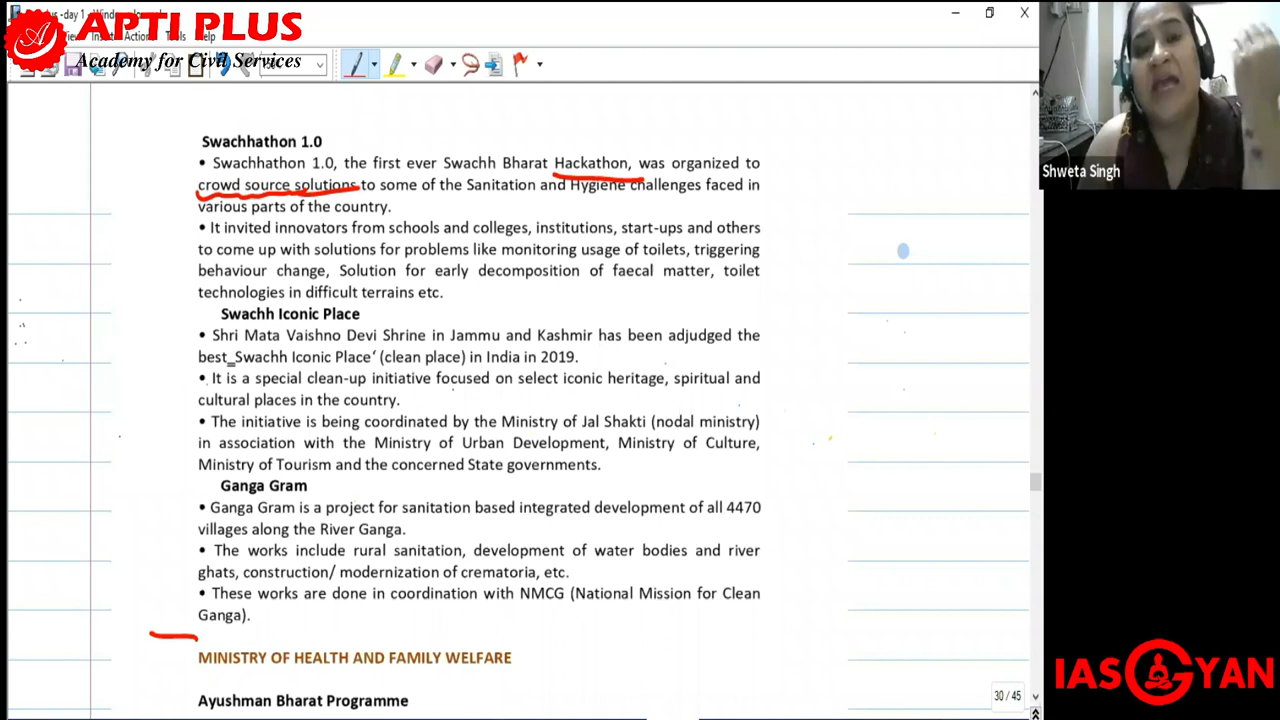 APTI PLUS
Academy for Civil Services
day 1
Actions
Shweta Singh
Swachhathon 1.0
• Swachhathon 1.0, the first ever Swachh Bharat Hackathon, was organized to
crowd source solutions to some of the Sanitation and Hygiene challenges faced in
various parts of the country.
• It invited innovators from schools and colleges, institutions, start-ups and others
to come up with solutions for problems like monitoring usage of toilets, triggering
behaviour change, Solution for early decomposition of faecal matter, toilet
technologies in difficult terrains etc.
Swachh Iconic Place
• Shri Mata Vaishno Devi Shrine in Jammu and Kashmir has been adjudged the
best_Swachh Iconic Place‘ (clean place) in India in 2019.
• It is a special clean-up initiative focused on select iconic heritage, spiritual and
cultural places in the country.
• The initiative is being coordinated by the Ministry of Jal Shakti (nodal ministry)
in association with the Ministry of Urban Development, Ministry of Culture,
Ministry of Tourism and the concerned State governments.
Ganga Gram
• Ganga Gram is a project for sanitation based integrated development of all 4470
villages along the River Ganga.
• The works include rural sanitation, development of water bodies and river
ghats, construction/ modernization of crematoria, etc.
• These works are done in coordination with NMCG (National Mission for Clean
Ganga).
MINISTRY OF HEALTH AND FAMILY WELFARE
Ayushman Bharat Programme
30 / 45
IAS GYAN